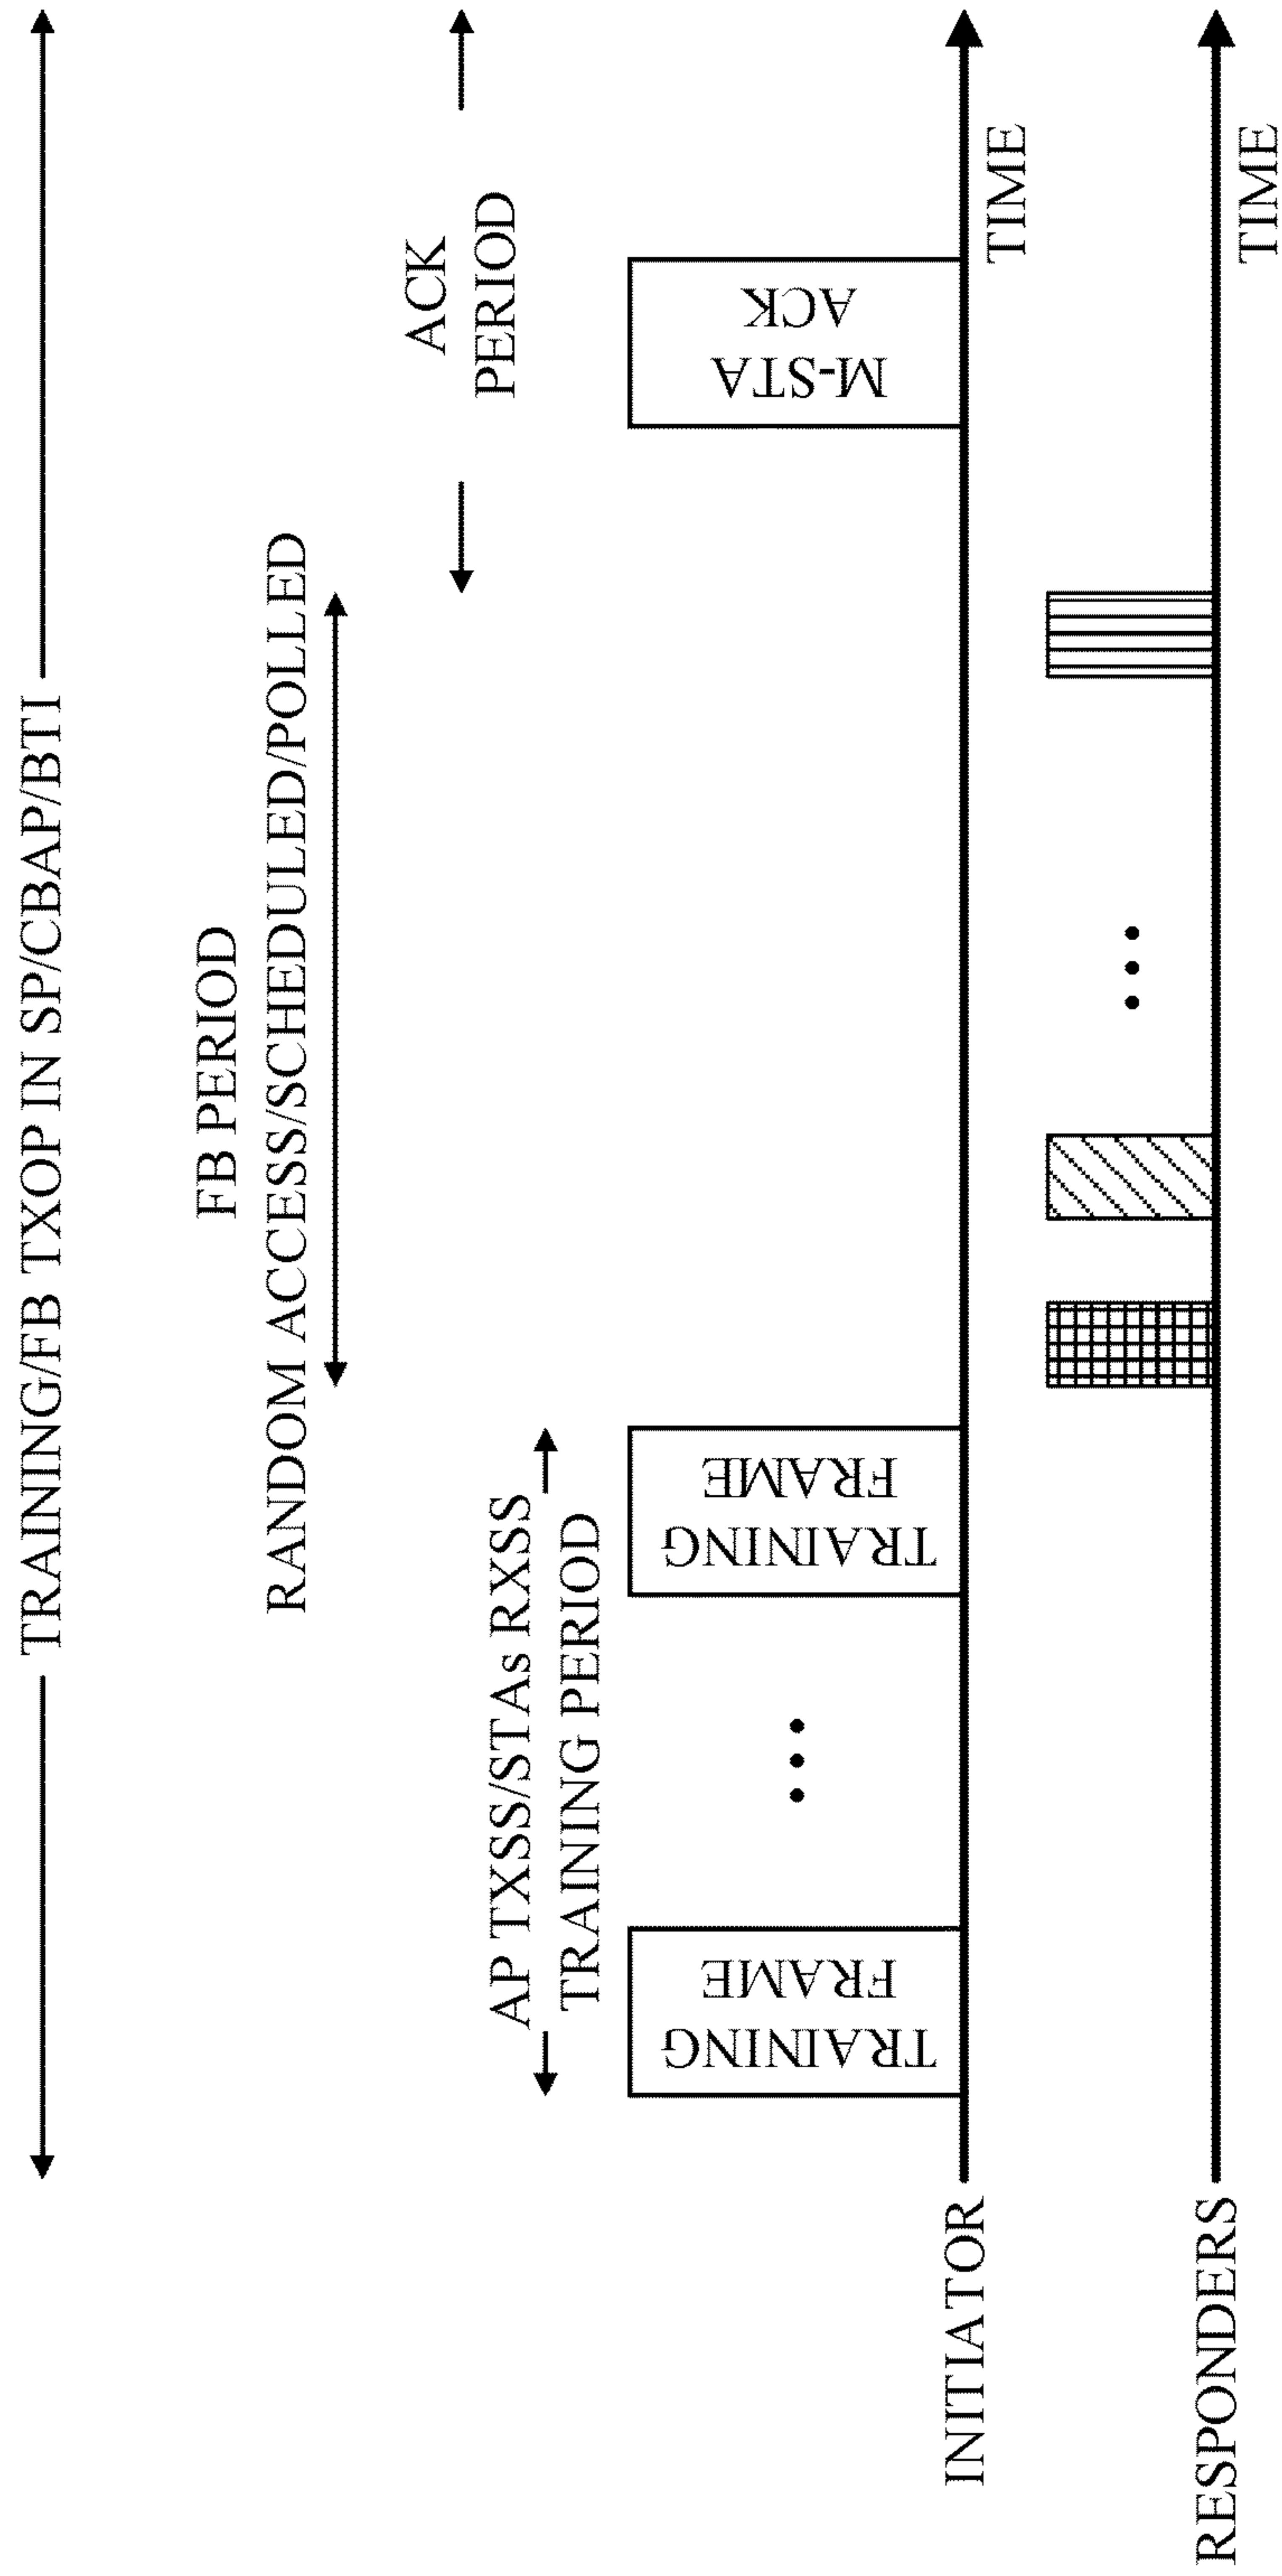 TRAINING/FB TXOP IN SP/CBAP/BTI
FB PERIOD
RANDOM ACCESS/SCHEDULED/POLLED
ACK
PERIOD
AP TXSS/STAs RXSS
TRAINING PERIOD
TRAINING
FRAME
TRAINING
FRAME
M-STA
ACK
INITIATOR
TIME
RESPONDERS
TIME